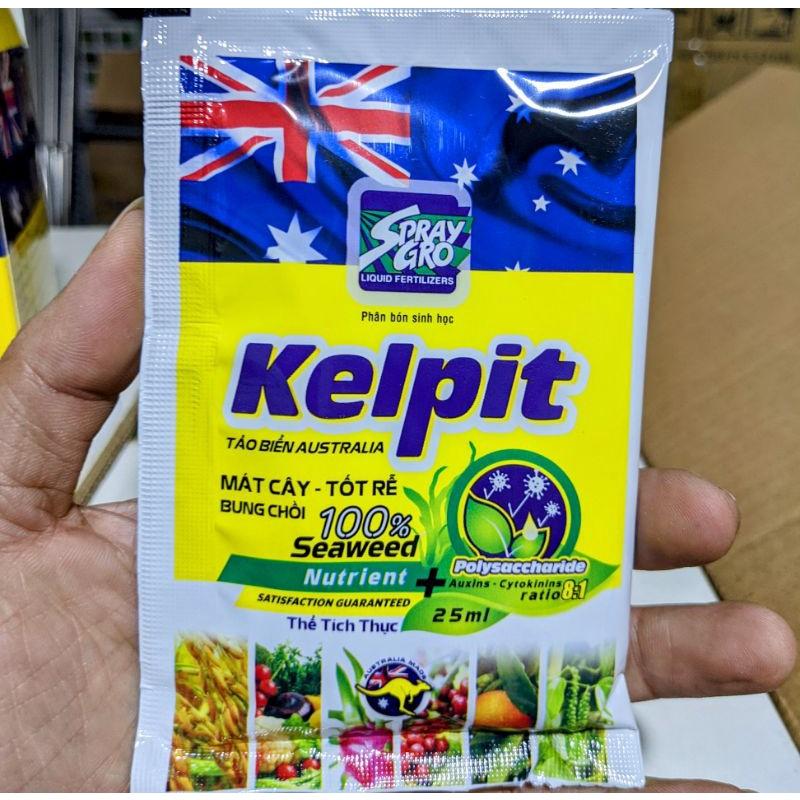 SPRAY
GRO
LIQUID FERTILIZERS
Phân bón sinh học
Kelpit
TẢO BIỂN AUSTRALIA
MÁT CÂY - TỐT RỄ
BUNG CHỒI
100%
Seaweed
Nutrient
SATISFACTION GUARANTEED
Thể Tích Thực
+
Polysaccharide
Auxins - Cytokinins
ratio 8:1
25ml
AUSTRALIA MADE